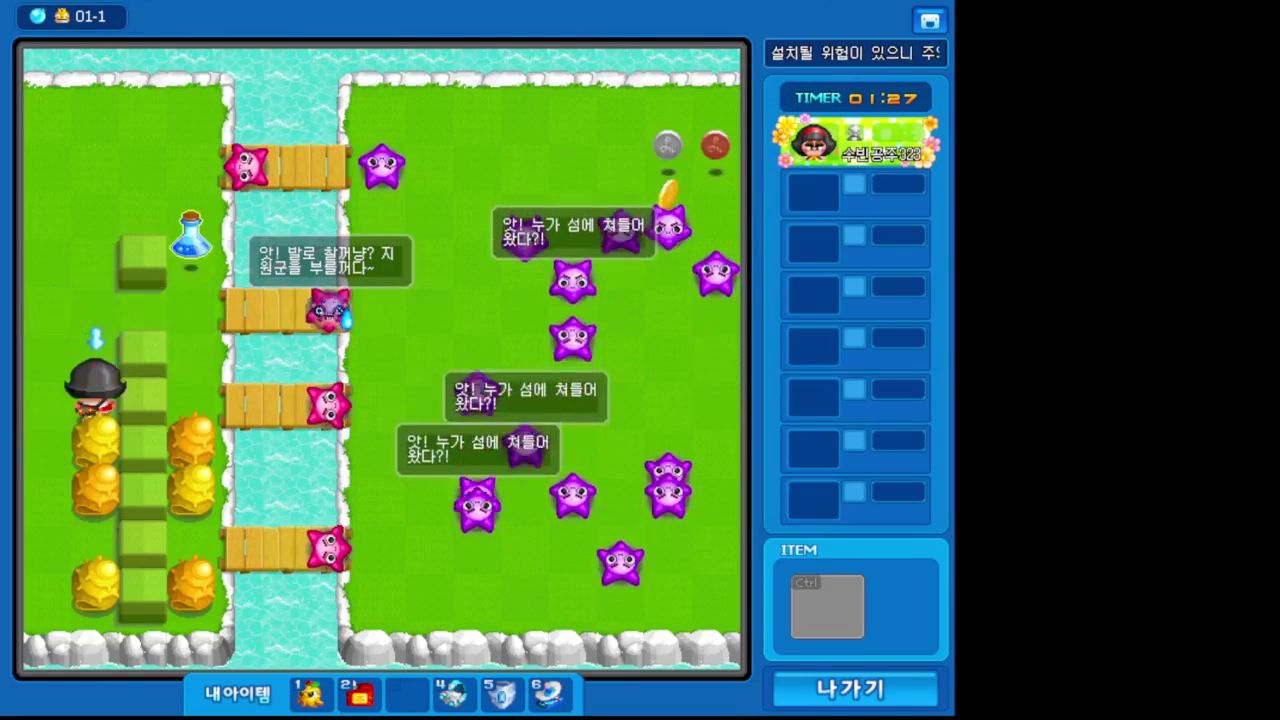 01-1
설치될 위험이 있으니 주
TIMER 01:27
수빈공주023
앗! 누가 섬에 쳐들어
왔다?!
앗! 발로 찰꺼냥? 지
원군을 부를꺼다~
앗! 누가 섬에 쳐들어
왔다?!
앗! 누가 섬에 쳐들어
왔다?!
ITEM
Ctrl
내아이템
1 2 4 5 6
나가기